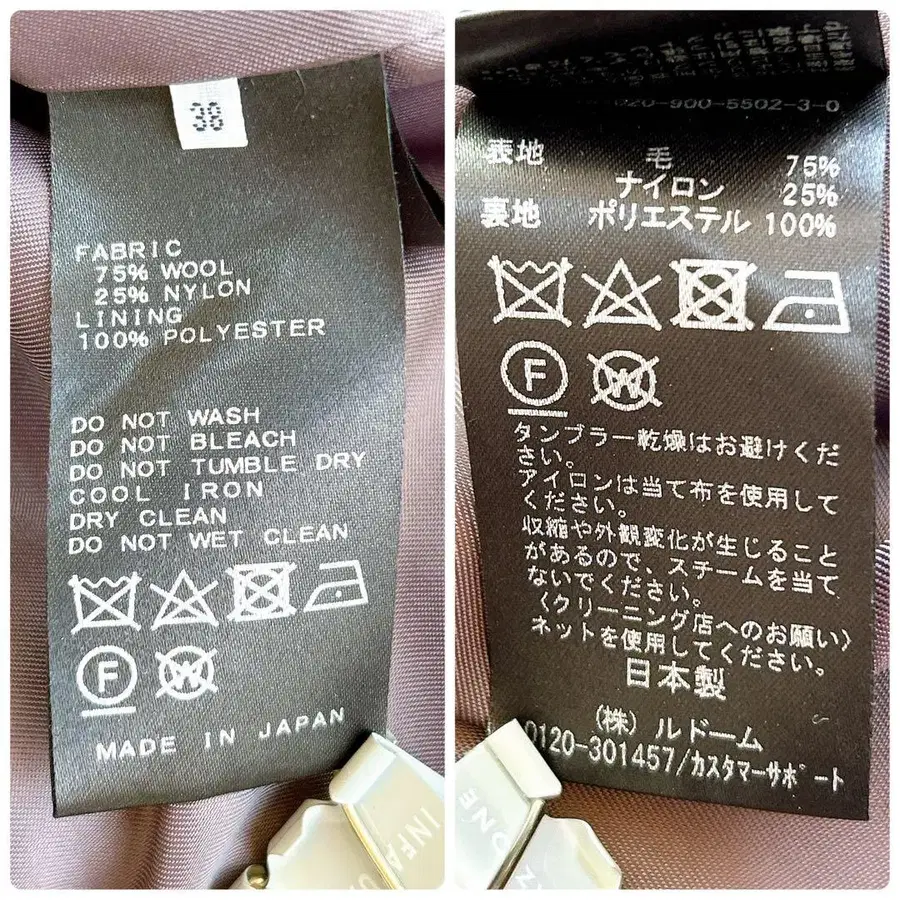 38
FABRIC
75% WOOL
25% NYLON
LINING
100% POLYESTER
DO NOT WASH
DO NOT BLEACH
DO NOT TUMBLE DRY
COOL IRON
DRY CLEAN
DO NOT WET CLEAN
F
W
MADE IN JAPAN
020-900-5502-3-0
表地 毛 75%
ナイロン 25%
裏地 ポリエステル 100%
F
W
タンブラー乾燥はお避けくだ
さい。
アイロンは当て布を使用して
ください。
収縮や外観変化が生じること
があるので、スチームを当て
ないでください。
〈クリーニング店へのお願い〉
ネットを使用してください。
日本製
(株) ルドーム
0120-301457/カスタマーサポート